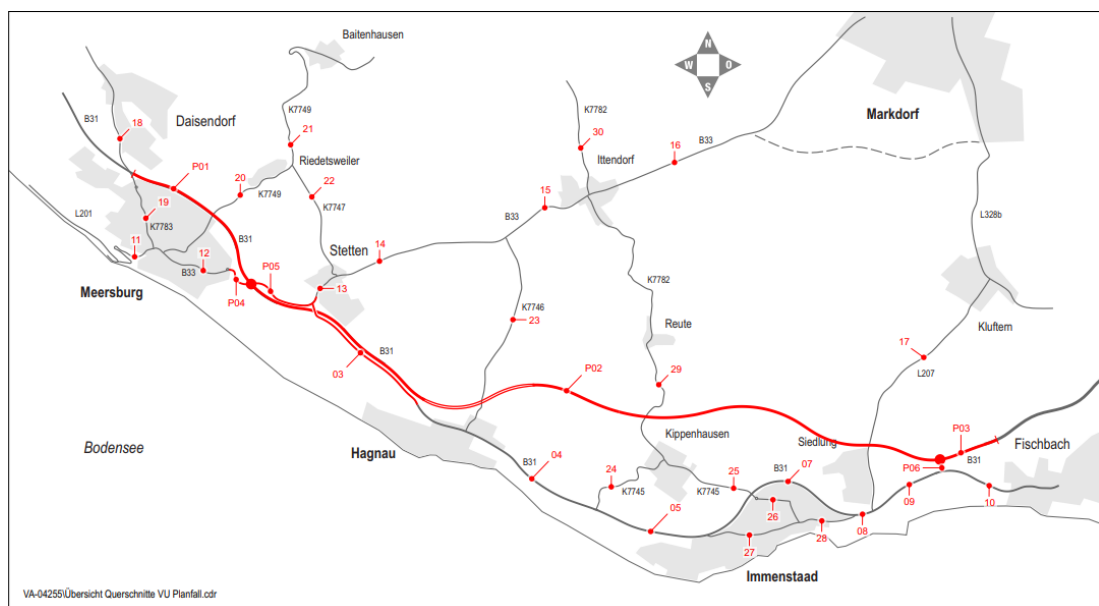 Baitenhausen
N
W
O
S
B31
18
Daisendorf
K7749
K7782
Markdorf
21
30
16
B33
Ittendorf
P01
Riedetsweiler
20
K7749
22
K7747
15
L201
19
K7783
B33
L328b
11
12
B31
Stetten
14
B33
P05
K7782
Meersburg
P04
13
K7746
23
Reute
Kluftern
17
03
B31
P02
29
L207
Bodensee
Hagnau
Kippenhausen
Siedlung
P03
Fischbach
B31
P06
B31
04
24
K7745
K7745
25
B31
07
09
10
05
26
27
28
08
Immenstaad
VA-04255\Übersicht Querschnitte VU Planfall.cdr